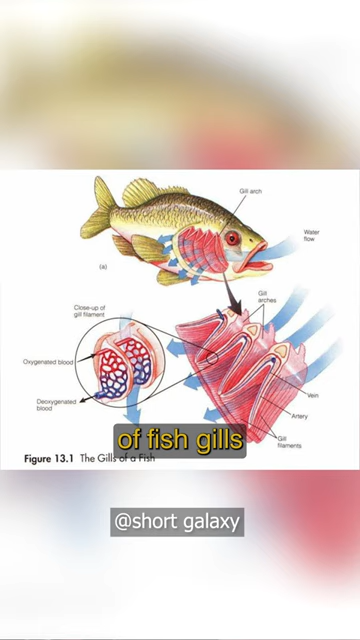 Gill arch
Water
flow
(a)
Gill
arches
Close-up of
gill filament
Oxygenated blood
Deoxygenated
blood
Vein
Artery
Gill
filaments
of fish gills
Figure 13.1 The Gills of a Fish
@short galaxy